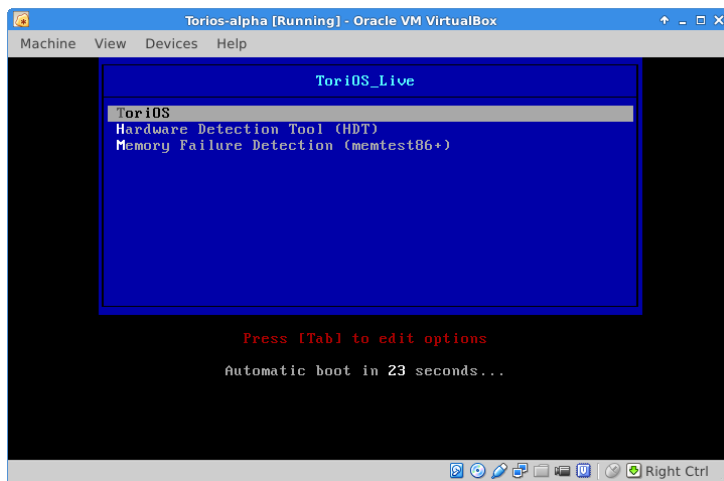 Torios-alpha [Running] - Oracle VM VirtualBox
Machine View Devices Help
ToriOS_Live
ToriOS
Hardware Detection Tool (HDT)
Memory Failure Detection (memtest86+)
Press [Tab] to edit options
Automatic boot in 23 seconds...
Right Ctrl